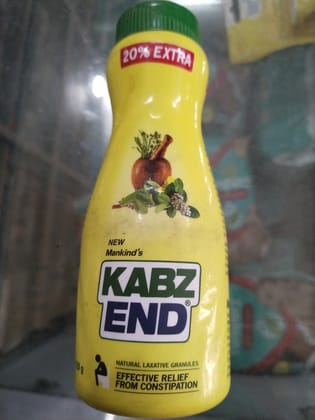 20% EXTRA
NEW
Mankind's
KABZ
END®
NATURAL LAXATIVE GRANULES
EFFECTIVE RELIEF
FROM CONSTIPATION